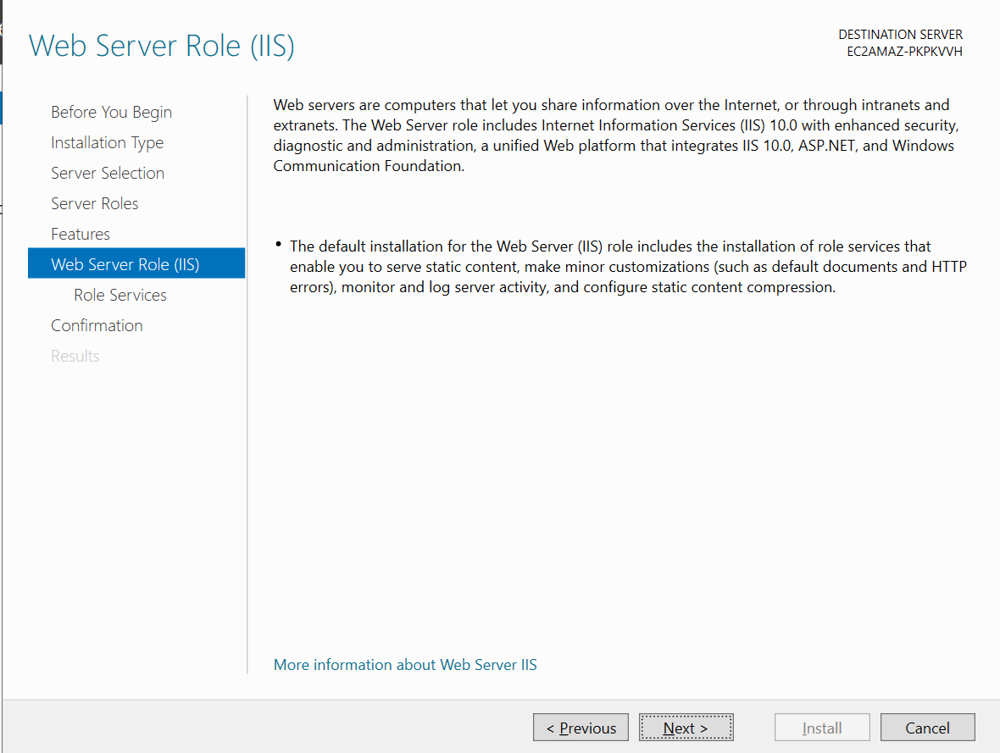 Web Server Role (IIS)
DESTINATION SERVER
EC2AMAZ-PKPKVVH
Before You Begin
Installation Type
Server Selection
Server Roles
Features
Web Server Role (IIS)
Role Services
Confirmation
Results
Web servers are computers that let you share information over the Internet, or through intranets and
extranets. The Web Server role includes Internet Information Services (IIS) 10.0 with enhanced security,
diagnostic and administration, a unified Web platform that integrates IIS 10.0, ASP.NET, and Windows
Communication Foundation.
• The default installation for the Web Server (IIS) role includes the installation of role services that
enable you to serve static content, make minor customizations (such as default documents and HTTP
errors), monitor and log server activity, and configure static content compression.
More information about Web Server IIS
< Previous
Next >
Install
Cancel